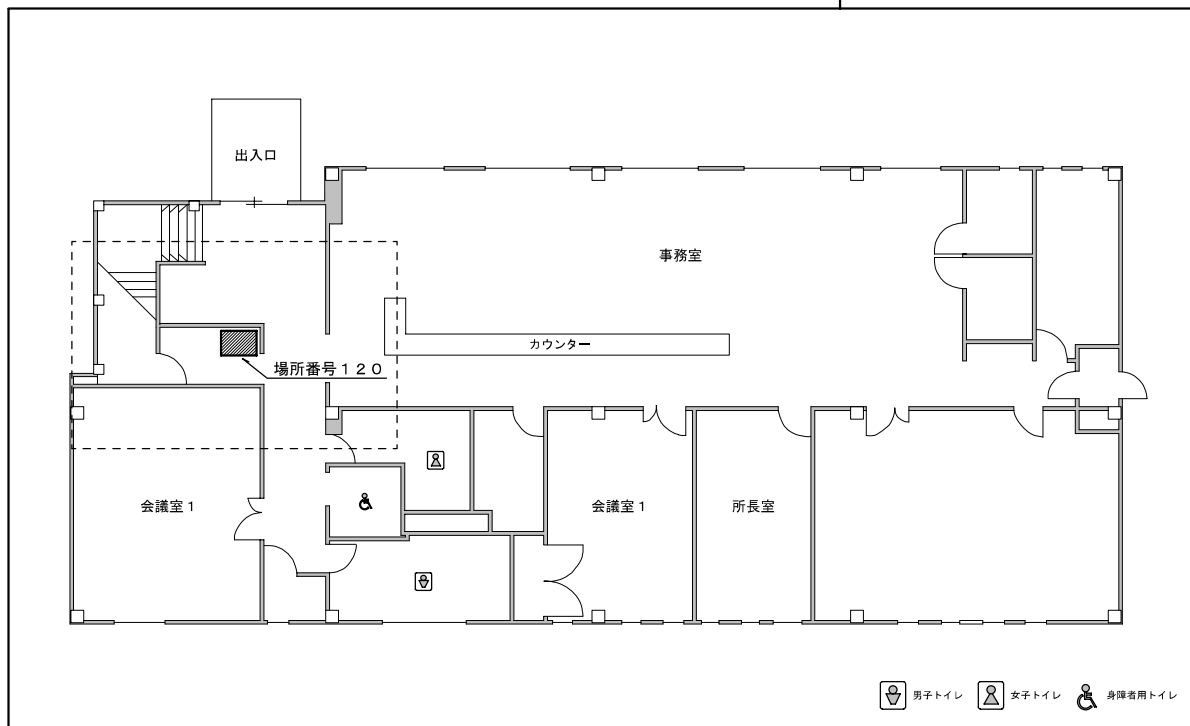 出入口
事務室
カウンター
場所番号１２０
会議室１
会議室１
所長室
男子トイレ
女子トイレ
身障者用トイレ